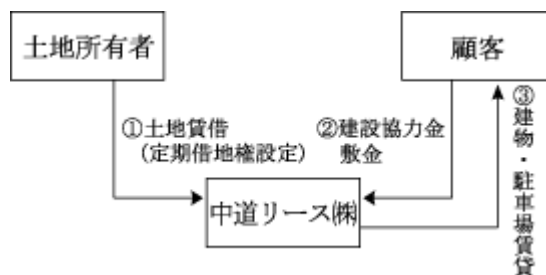 土地所有者
顧客
①土地賃借
(定期借地権設定)
②建設協力金
敷金
③建物・駐車場賃貸
中道リース㈱